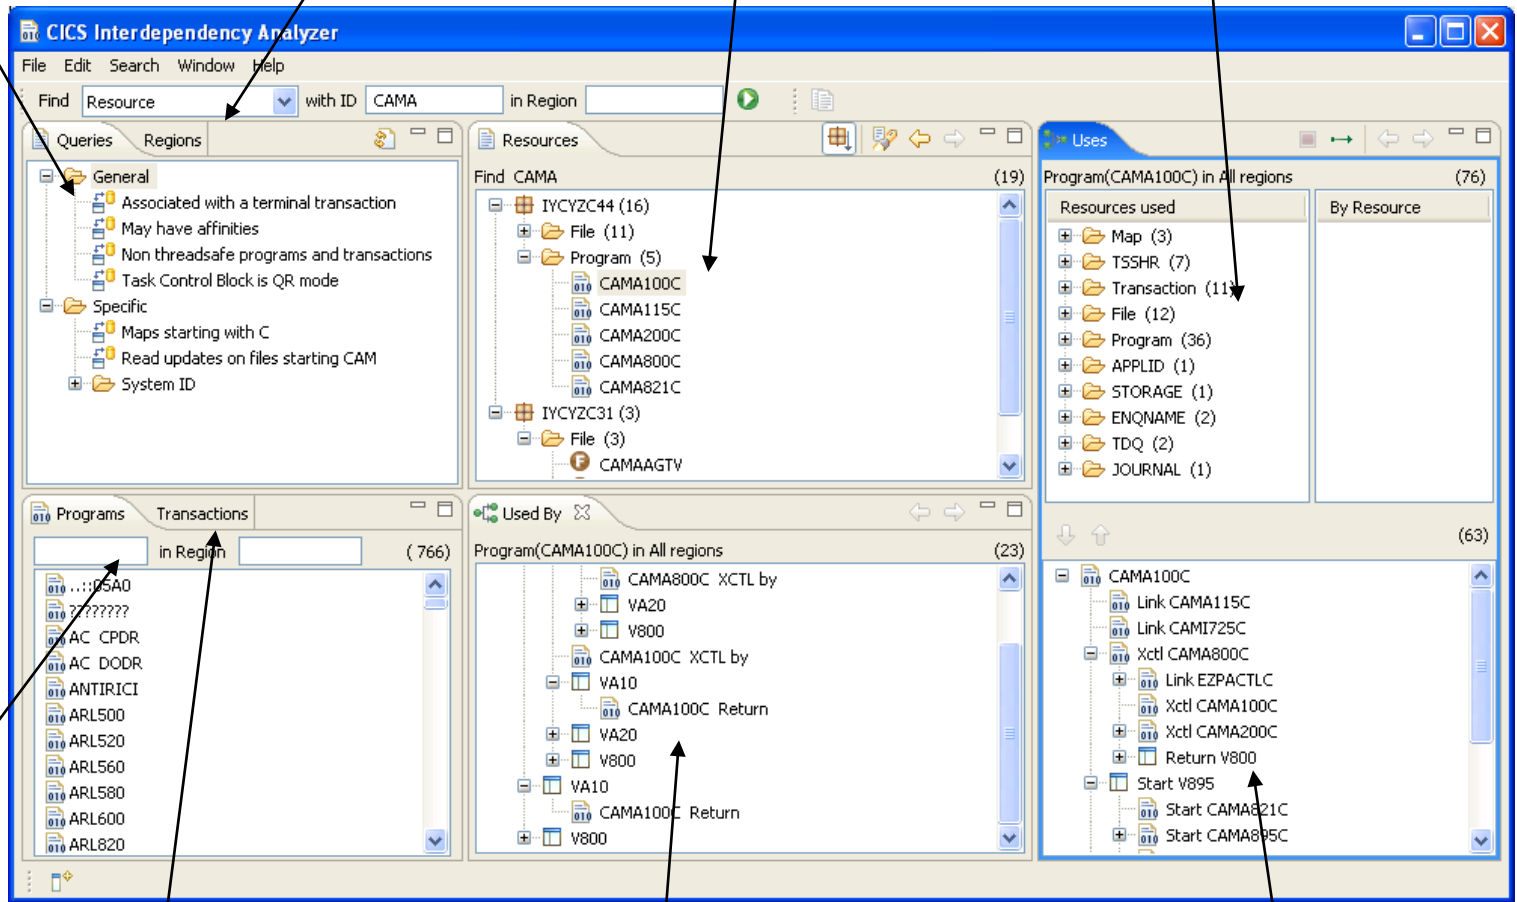 CICS Interdependency Analyzer
File Edit Search Window Help
Find Resource with ID CAMA in Region
Queries Regions
General
Associated with a terminal transaction
May have affinities
Non threadsafe programs and transactions
Task Control Block is QR mode
Specific
Maps starting with C
Read updates on files starting CAM
System ID
Resources
Find CAMA (19)
IYCYZC44 (16)
File (11)
Program (5)
CAMA100C
CAMA115C
CAMA200C
CAMA800C
CAMA821C
IYCYZC31 (3)
File (3)
CAMAAGTV
Uses
Program(CAMA100C) in All regions (76)
Resources used By Resource
Map (3)
TSSHR (7)
Transaction (11)
File (12)
Program (36)
APPLID (1)
STORAGE (1)
ENQNAME (2)
TDQ (2)
JOURNAL (1)
(63)
CAMA100C
Link CAMA115C
Link CAMI725C
Xctl CAMA800C
Link EZPACTLC
Xctl CAMA100C
Xctl CAMA200C
Return V800
Start V895
Start CAMA821C
Start CAMA895C
Programs Transactions
in Region (766)
..::05A0
????????
AC CPDR
AC DODR
ANTIRICI
ARL500
ARL520
ARL560
ARL580
ARL600
ARL820
Used By
Program(CAMA100C) in All regions (23)
CAMA800C XCTL by
VA20
V800
CAMA100C XCTL by
VA10
CAMA100C Return
VA20
V800
VA10
CAMA100C Return
V800